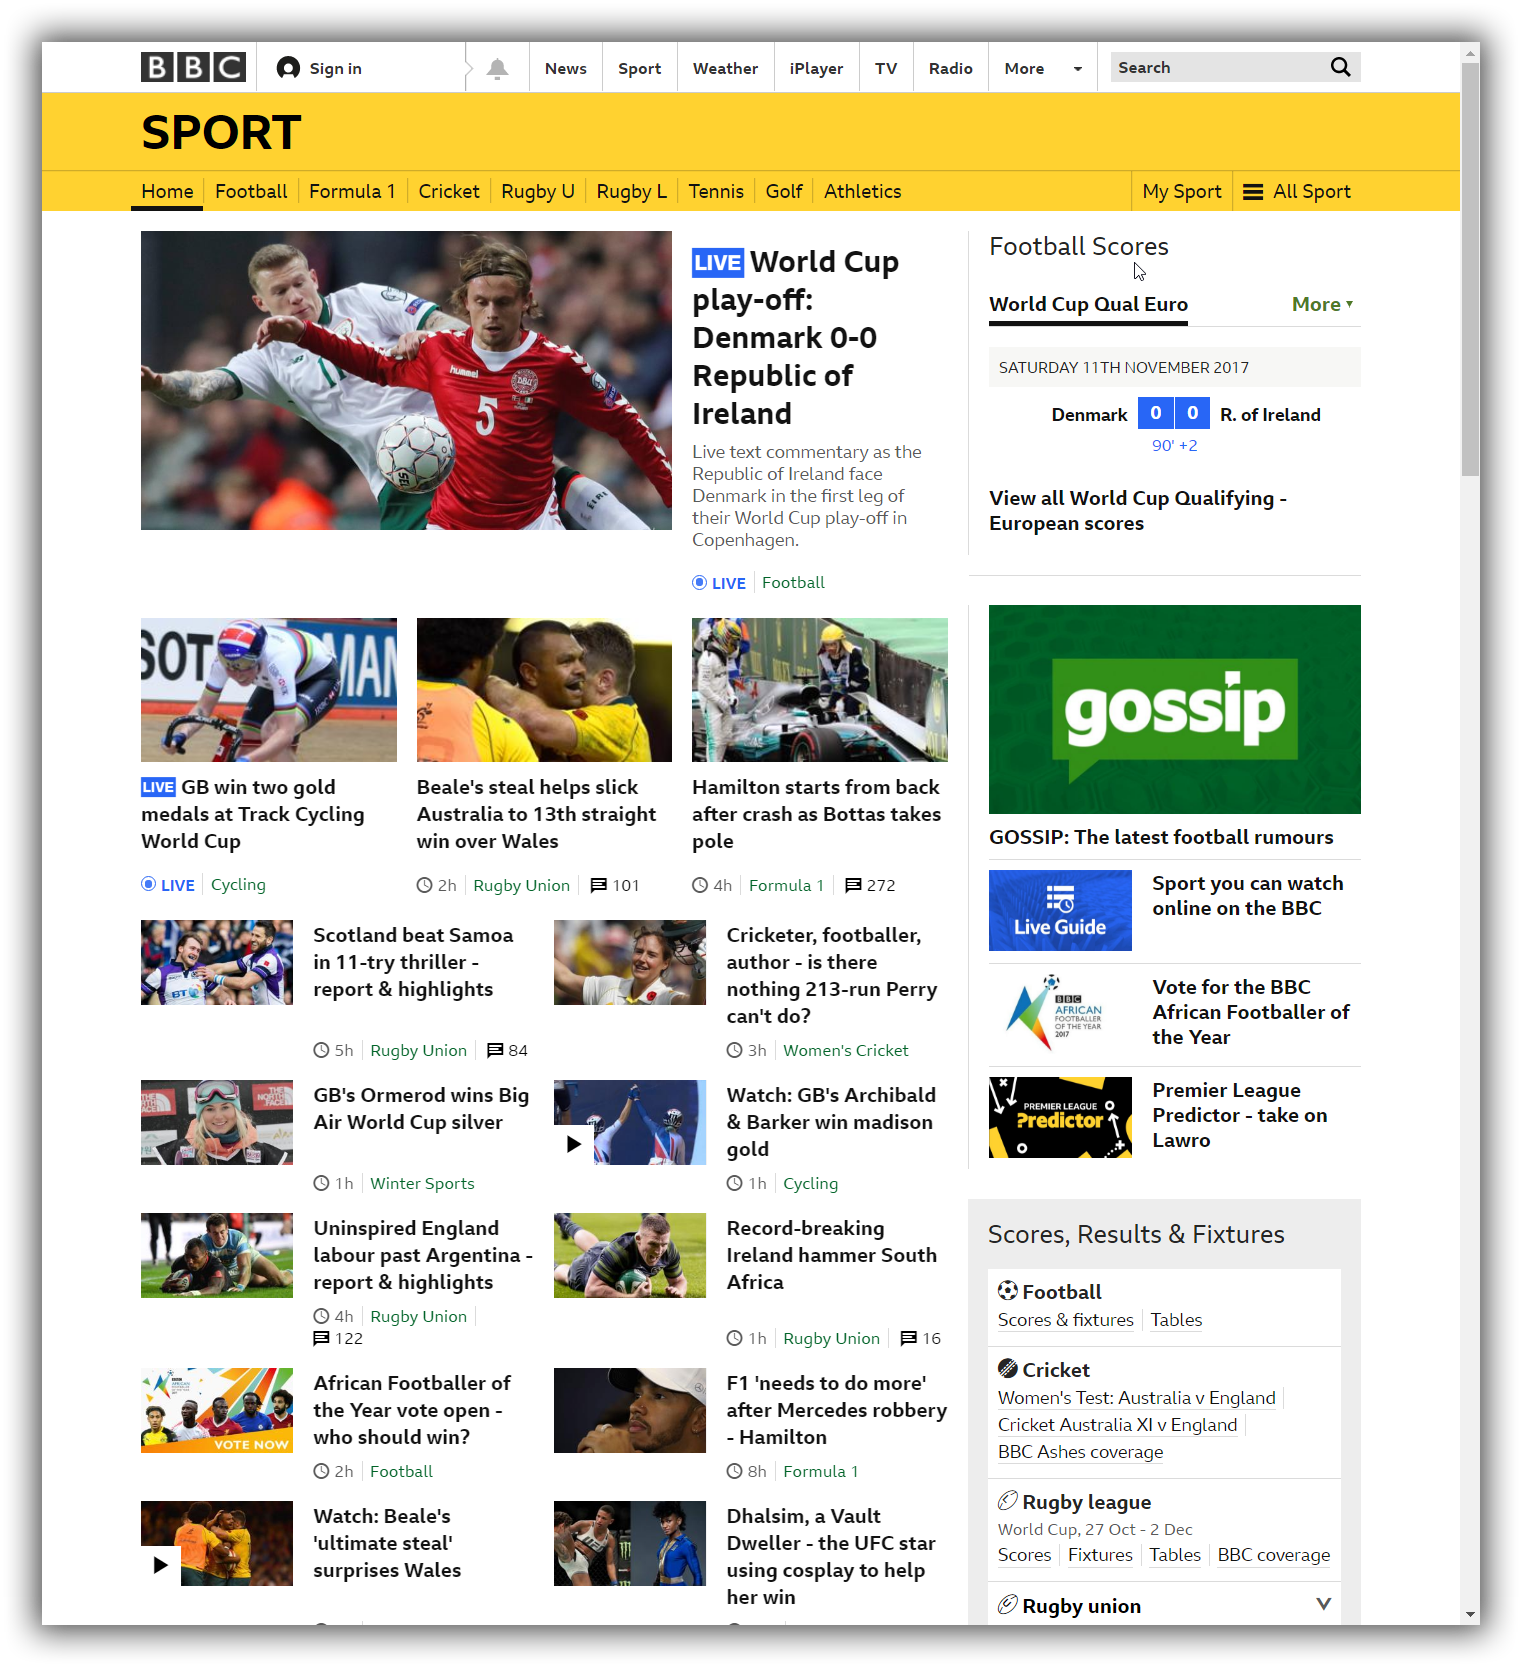 BBC
Sign in
News
Sport
Weather
iPlayer
TV
Radio
More
Search
SPORT
Home
Football
Formula 1
Cricket
Rugby U
Rugby L
Tennis
Golf
Athletics
My Sport
All Sport
hummel
DBU
5
SEL
LIVE World Cup
play-off:
Denmark 0-0
Republic of
Ireland
Live text commentary as the
Republic of Ireland face
Denmark in the first leg of
their World Cup play-off in
Copenhagen.
LIVE
Football
Football Scores
World Cup Qual Euro
More
SATURDAY 11TH NOVEMBER 2017
Denmark 0 0 R. of Ireland
90' +2
View all World Cup Qualifying -
European scores
LIVE GB win two gold
medals at Track Cycling
World Cup
LIVE
Cycling
Beale's steal helps slick
Australia to 13th straight
win over Wales
2h
Rugby Union
101
Hamilton starts from back
after crash as Bottas takes
pole
4h
Formula 1
272
gossip
GOSSIP: The latest football rumours
Live Guide
Sport you can watch
online on the BBC
BBC
AFRICAN
FOOTBALLER
OF THE YEAR
2017
Vote for the BBC
African Footballer of
the Year
PREMIER LEAGUE
Predictor
Premier League
Predictor - take on
Lawro
BT
Scotland beat Samoa
in 11-try thriller -
report & highlights
5h
Rugby Union
84
Cricketer, footballer,
author - is there
nothing 213-run Perry
can't do?
3h
Women's Cricket
THE NORTH FACE
GB's Ormerod wins Big
Air World Cup silver
1h
Winter Sports
Watch: GB's Archibald
& Barker win madison
gold
1h
Cycling
Uninspired England
labour past Argentina -
report & highlights
4h
Rugby Union
122
Record-breaking
Ireland hammer South
Africa
1h
Rugby Union
16
VOTE NOW
African Footballer of
the Year vote open -
who should win?
2h
Football
F1 'needs to do more'
after Mercedes robbery
- Hamilton
8h
Formula 1
Watch: Beale's
'ultimate steal'
surprises Wales
Dhalsim, a Vault
Dweller - the UFC star
using cosplay to help
her win
Scores, Results & Fixtures
Football
Scores & fixtures
Tables
Cricket
Women's Test: Australia v England
Cricket Australia XI v England
BBC Ashes coverage
Rugby league
World Cup, 27 Oct - 2 Dec
Scores
Fixtures
Tables
BBC coverage
Rugby union